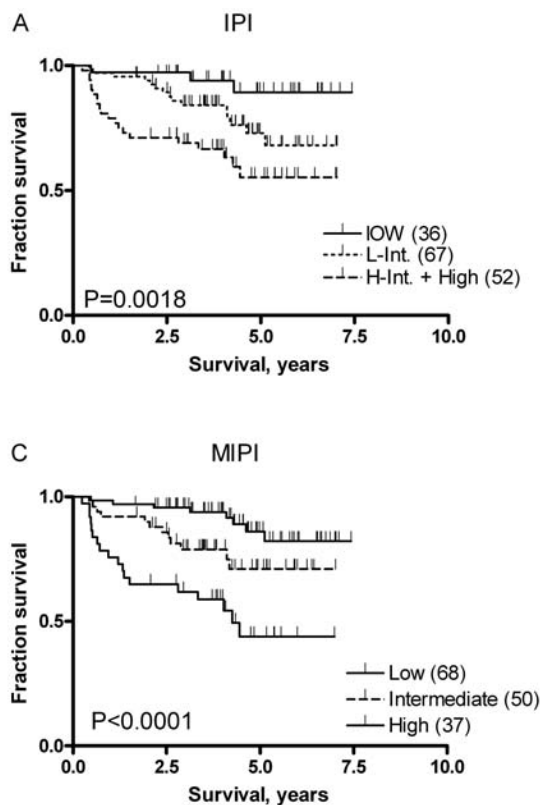 A
IPI
Fraction survival
1.0
0.5
0.0
IOW (36)
L-Int. (67)
H-Int. + High (52)
P=0.0018
0.0 2.5 5.0 7.5 10.0
Survival, years
C
MIPI
Fraction survival
1.0
0.5
0.0
Low (68)
Intermediate (50)
High (37)
P<0.0001
0.0 2.5 5.0 7.5 10.0
Survival, years